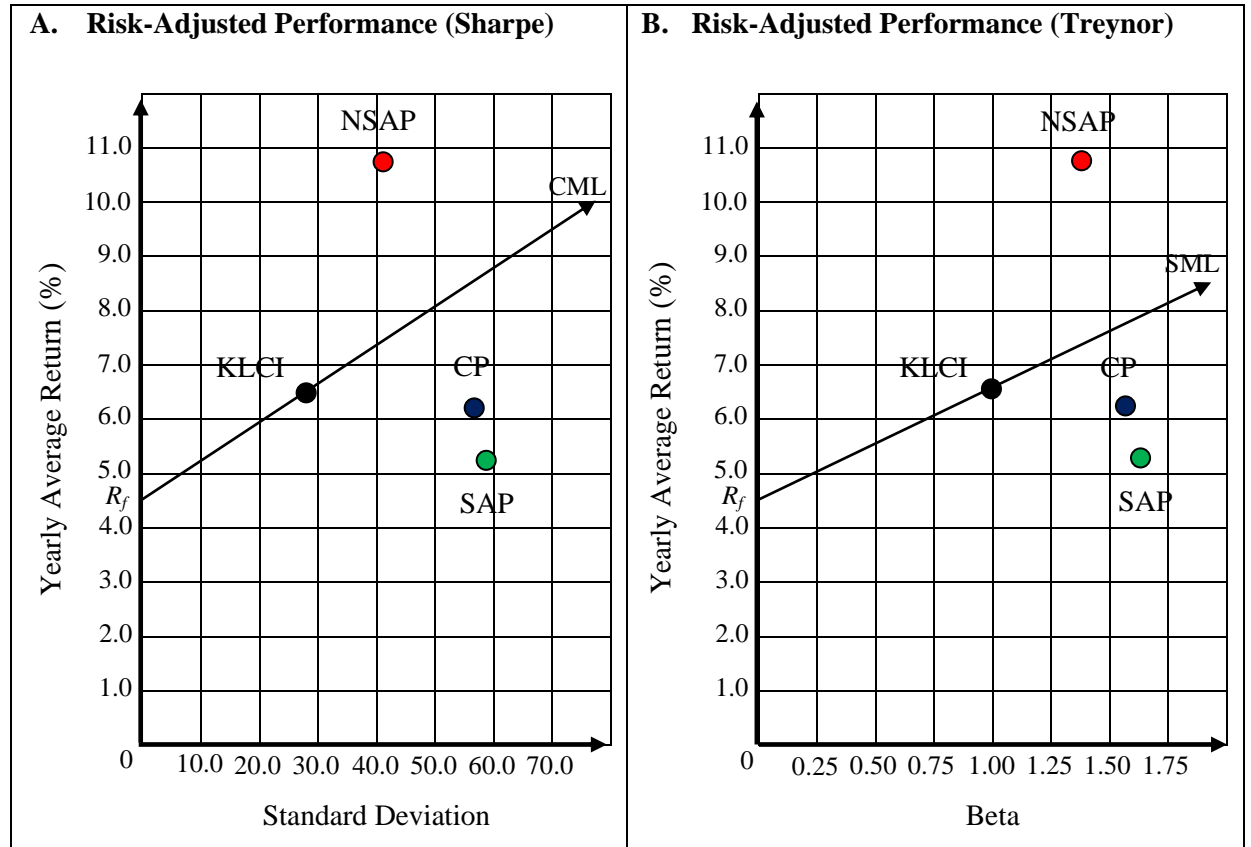 A. Risk-Adjusted Performance (Sharpe)
NSAP
CML
KLCI
CP
SAP
11.0
10.0
9.0
8.0
7.0
6.0
5.0
Rf
4.0
3.0
2.0
1.0
0
10.0 20.0 30.0 40.0 50.0 60.0 70.0
Yearly Average Return (%)
Standard Deviation
B. Risk-Adjusted Performance (Treynor)
NSAP
SML
KLCI
CP
SAP
11.0
10.0
9.0
8.0
7.0
6.0
5.0
Rf
4.0
3.0
2.0
1.0
0
0.25 0.50 0.75 1.00 1.25 1.50 1.75
Yearly Average Return (%)
Beta